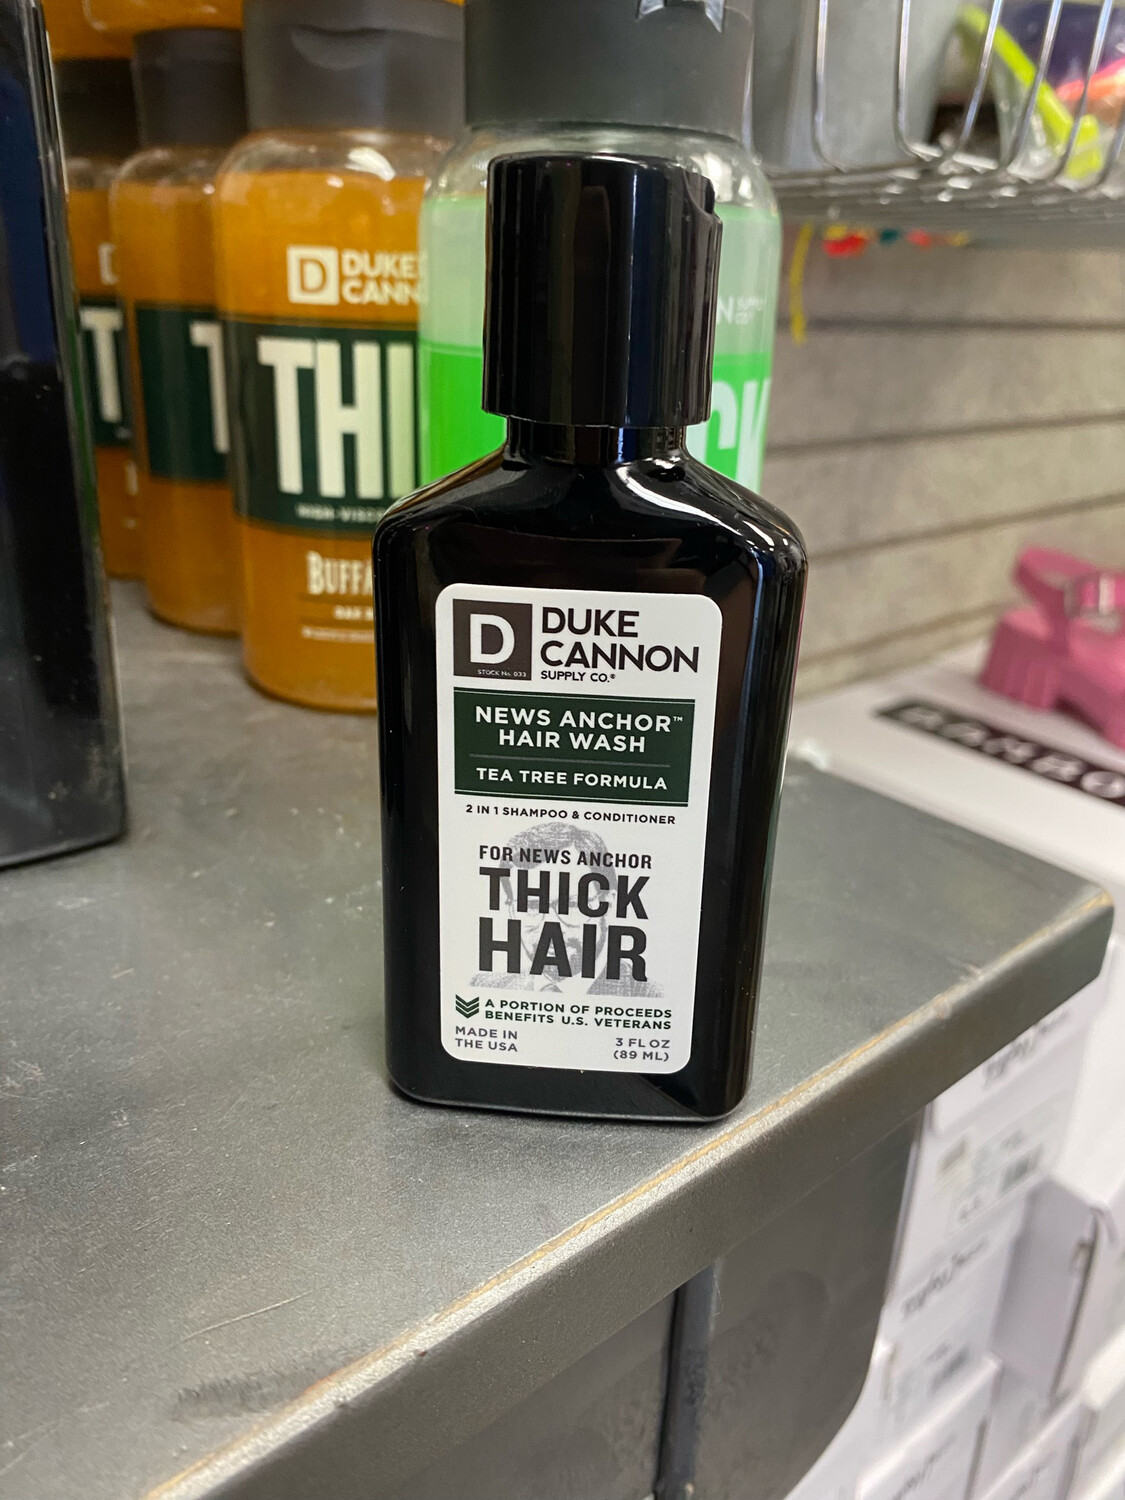 DUKE
CANN
THI
BUFFA
D
STOCK No. 033
DUKE
CANNON
SUPPLY CO.®
NEWS ANCHOR™
HAIR WASH
TEA TREE FORMULA
2 IN 1 SHAMPOO & CONDITIONER
FOR NEWS ANCHOR
THICK
HAIR
A PORTION OF PROCEEDS
BENEFITS U.S. VETERANS
MADE IN
THE USA
3 FL OZ
(89 ML)